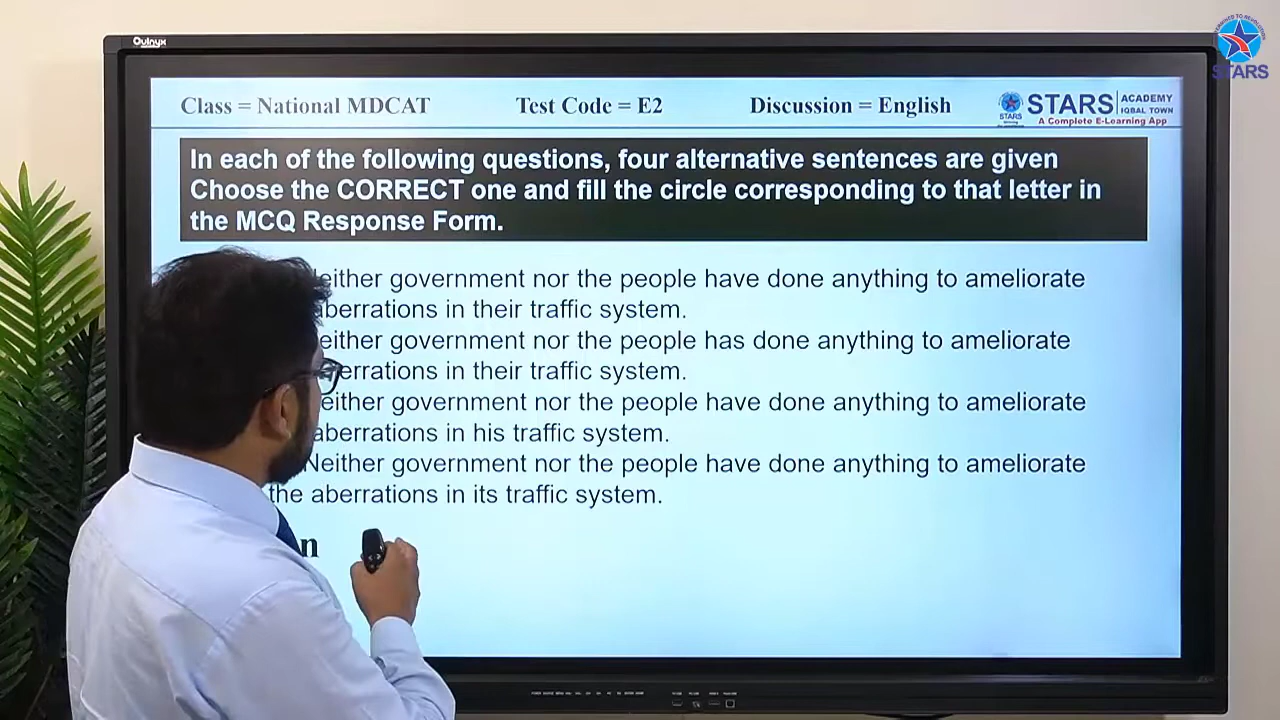 Qulnyx
STARS
Class = National MDCAT
Test Code = E2
Discussion = English
STARS
STARS
ACADEMY
IQBAL TOWN
A Complete E-Learning App
In each of the following questions, four alternative sentences are given
Choose the CORRECT one and fill the circle corresponding to that letter in
the MCQ Response Form.
either government nor the people have done anything to ameliorate
aberrations in their traffic system.
either government nor the people has done anything to ameliorate
errations in their traffic system.
either government nor the people have done anything to ameliorate
aberrations in his traffic system.
Neither government nor the people have done anything to ameliorate
the aberrations in its traffic system.
n